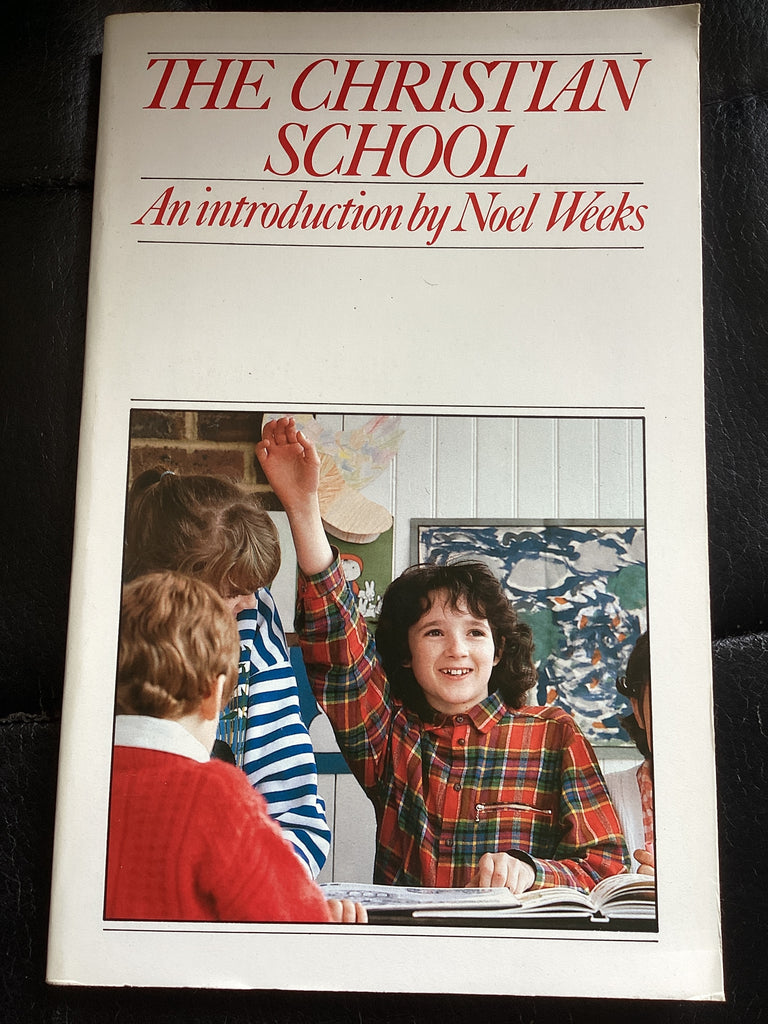 THE CHRISTIAN
SCHOOL
An introduction by Noel Weeks